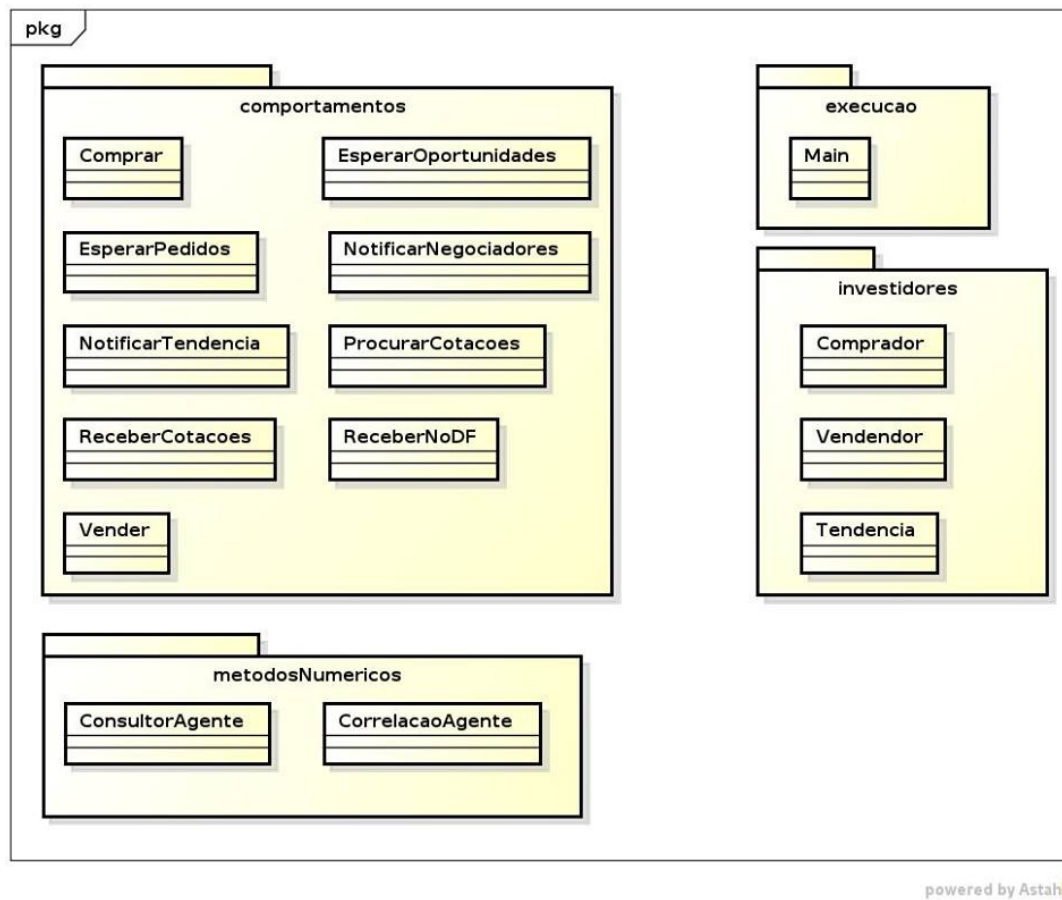 pkg
comportamentos
Comprar
EsperarOportunidades
EsperarPedidos
NotificarNegociadores
NotificarTendencia
ProcurarCotacoes
ReceberCotacoes
ReceberNoDF
Vender
execucao
Main
investidores
Comprador
Vendendor
Tendencia
metodosNumericos
ConsultorAgente
CorrelacaoAgente
powered by Astah